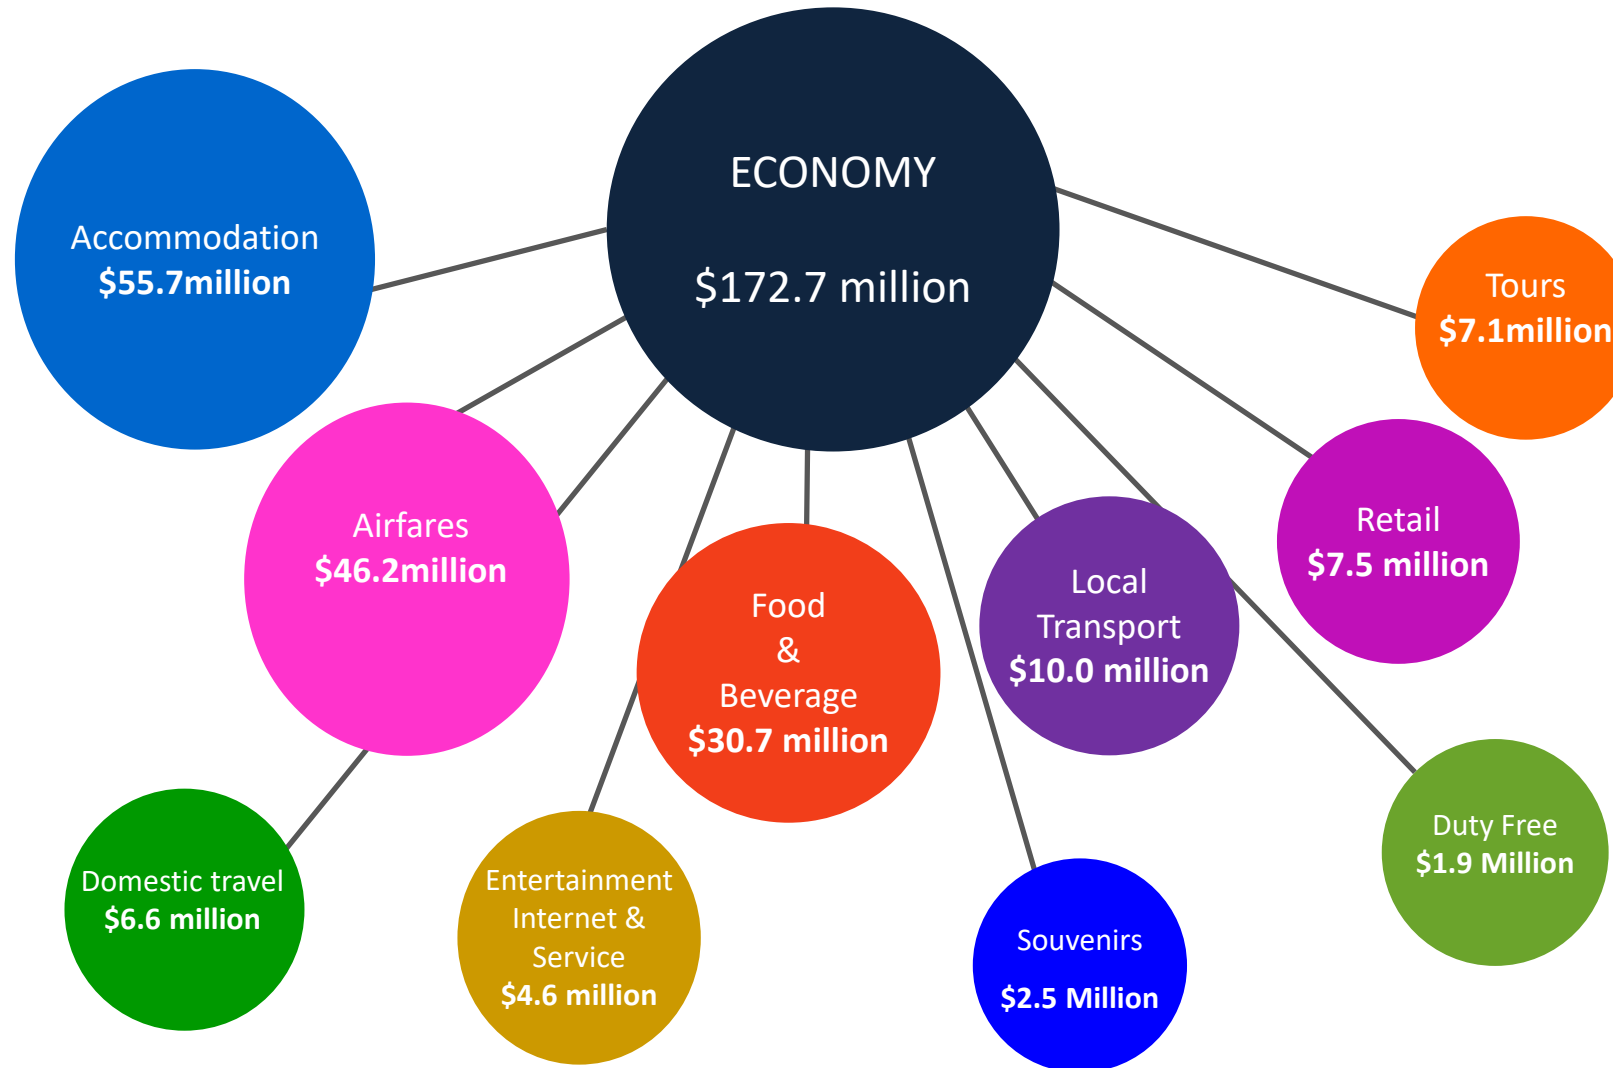 ECONOMY
$172.7 million
Accommodation
$55.7million
Tours
$7.1million
Airfares
$46.2million
Retail
$7.5 million
Food
&
Beverage
$30.7 million
Local
Transport
$10.0 million
Domestic travel
$6.6 million
Entertainment
Internet &
Service
$4.6 million
Souvenirs
$2.5 Million
Duty Free
$1.9 Million